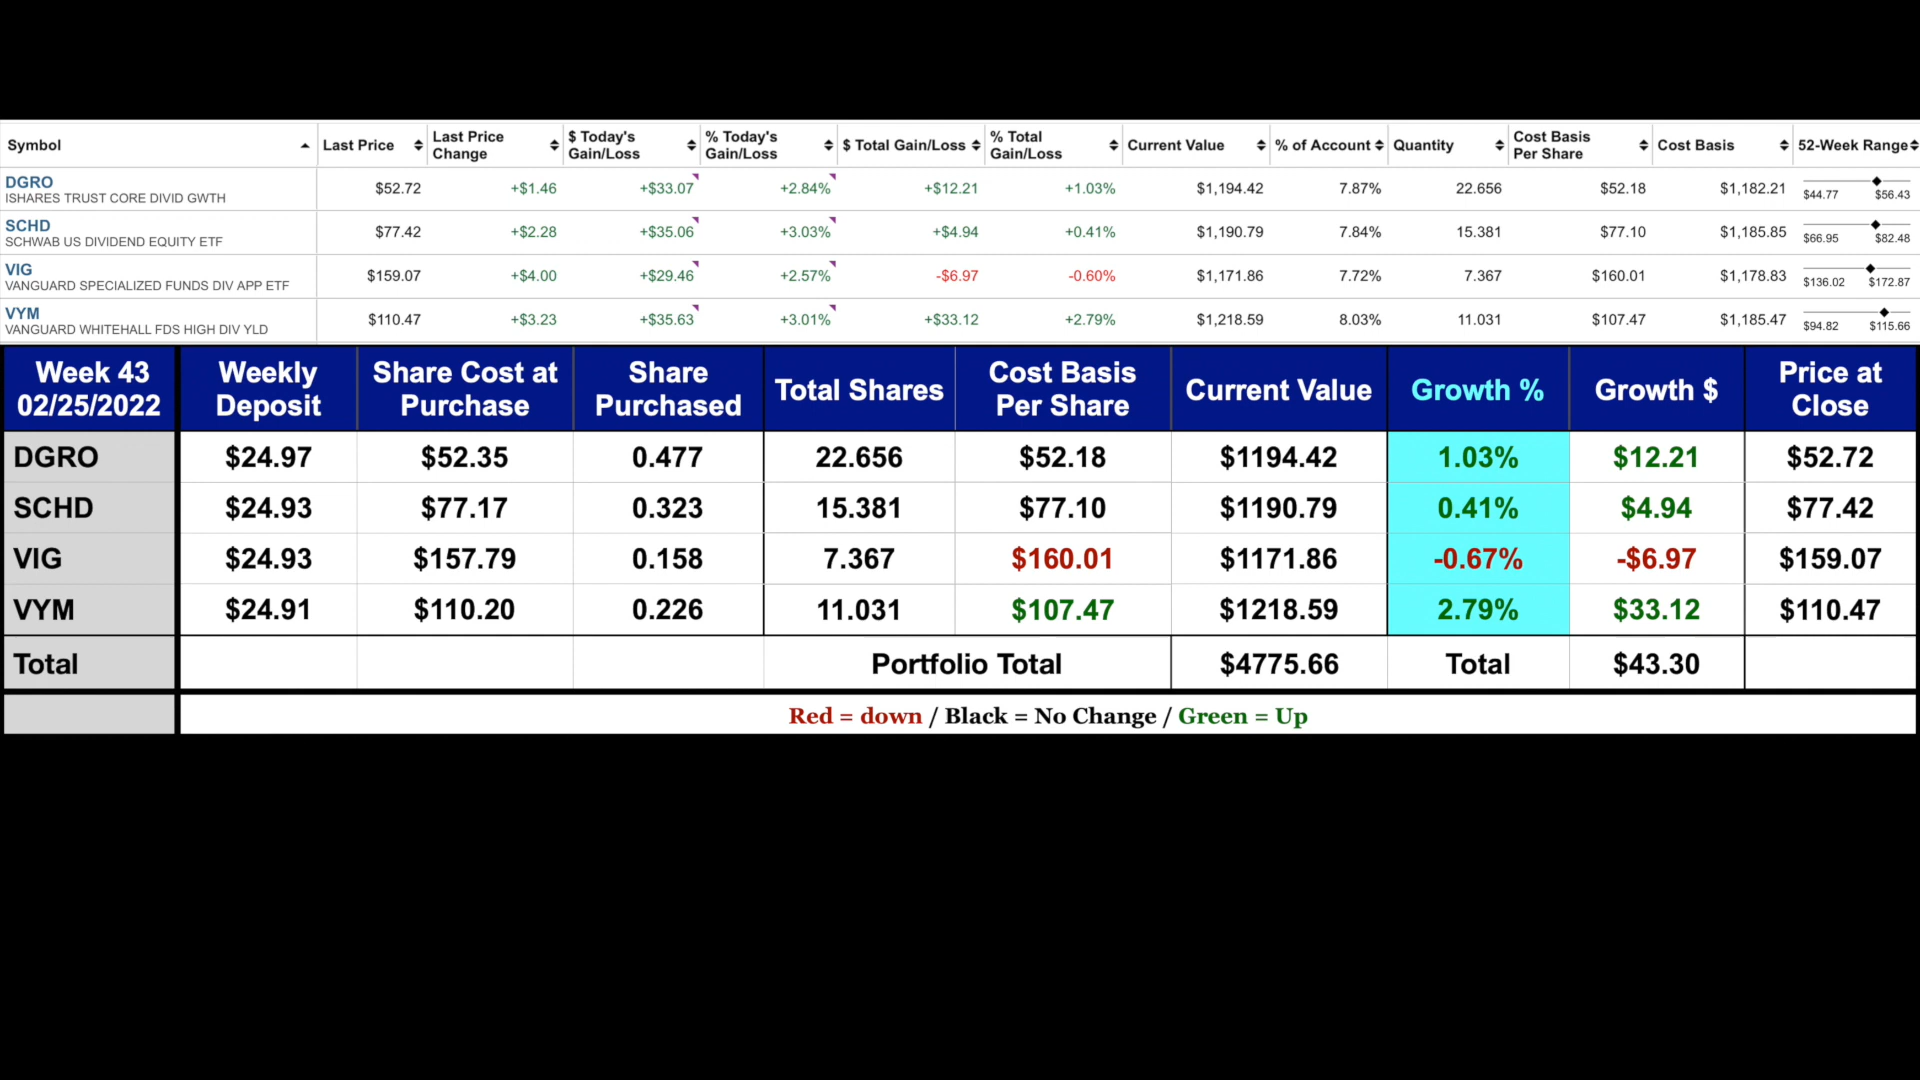 Symbol Last Price Last Price Change $ Today's Gain/Loss % Today's Gain/Loss $ Total Gain/Loss % Total Gain/Loss Current Value % of Account Quantity Cost Basis Per Share Cost Basis 52-Week Range
DGRO $52.72 +$1.46 +$33.07 +2.84% +$12.21 +1.03% $1,194.42 7.87% 22.656 $52.18 $1,182.21
ISHARES TRUST CORE DIVID GWTH $44.77 $56.43
SCHD $77.42 +$2.28 +$35.06 +3.03% +$4.94 +0.41% $1,190.79 7.84% 15.381 $77.10 $1,185.85
SCHWAB US DIVIDEND EQUITY ETF $66.95 $82.48
VIG $159.07 +$4.00 +$29.46 +2.57% -$6.97 -0.60% $1,171.86 7.72% 7.367 $160.01 $1,178.83
VANGUARD SPECIALIZED FUNDS DIV APP ETF $136.02 $172.87
VYM $110.47 +$3.23 +$35.63 +3.01% +$33.12 +2.79% $1,218.59 8.03% 11.031 $107.47 $1,185.47
VANGUARD WHITEHALL FDS HIGH DIV YLD $94.82 $115.66
Week 43 02/25/2022 Weekly Deposit Share Cost at Purchase Share Purchased Total Shares Cost Basis Per Share Current Value Growth % Growth $ Price at Close
DGRO $24.97 $52.35 0.477 22.656 $52.18 $1194.42 1.03% $12.21 $52.72
SCHD $24.93 $77.17 0.323 15.381 $77.10 $1190.79 0.41% $4.94 $77.42
VIG $24.93 $157.79 0.158 7.367 $160.01 $1171.86 -0.67% -$6.97 $159.07
VYM $24.91 $110.20 0.226 11.031 $107.47 $1218.59 2.79% $33.12 $110.47
Total Portfolio Total $4775.66 Total $43.30
Red = down / Black = No Change / Green = Up